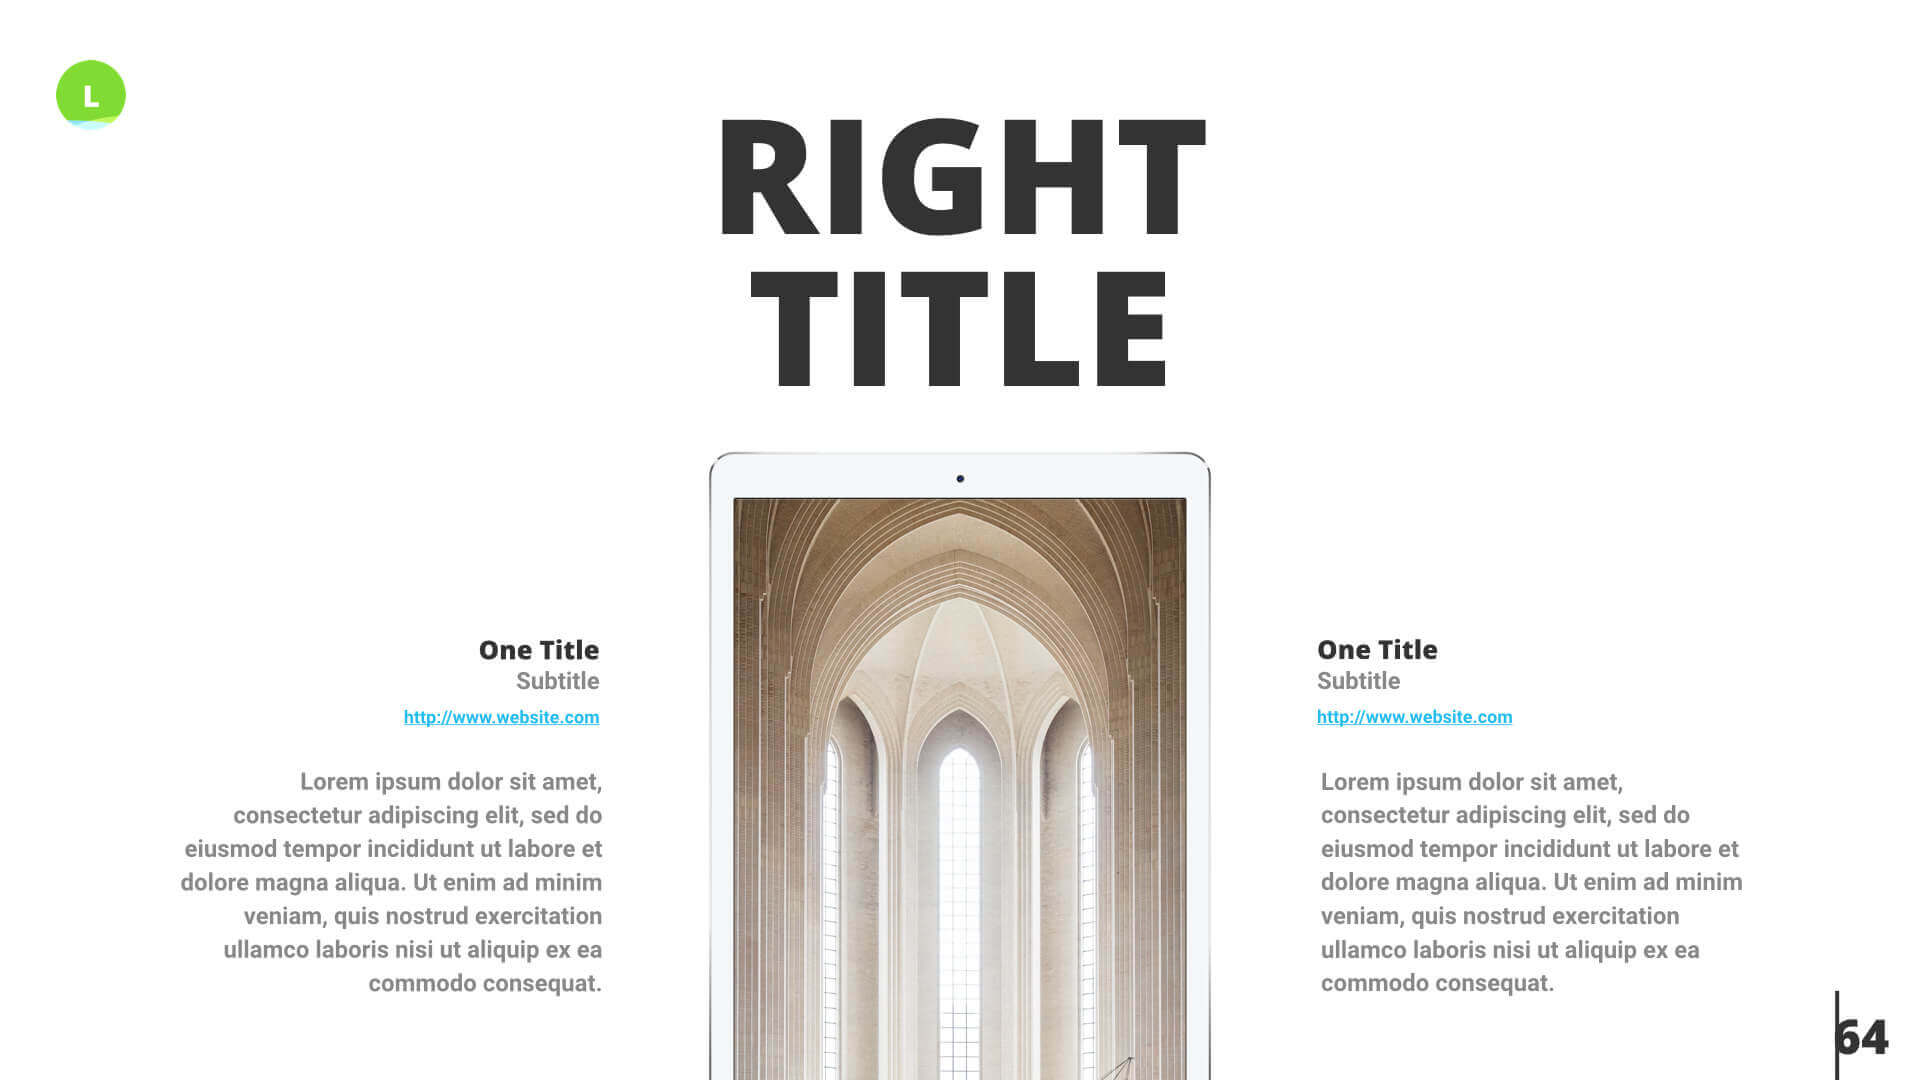 L
RIGHT
TITLE
One Title
Subtitle
http://www.website.com
Lorem ipsum dolor sit amet,
consectetur adipiscing elit, sed do
eiusmod tempor incididunt ut labore et
dolore magna aliqua. Ut enim ad minim
veniam, quis nostrud exercitation
ullamco laboris nisi ut aliquip ex ea
commodo consequat.
One Title
Subtitle
http://www.website.com
Lorem ipsum dolor sit amet,
consectetur adipiscing elit, sed do
eiusmod tempor incididunt ut labore et
dolore magna aliqua. Ut enim ad minim
veniam, quis nostrud exercitation
ullamco laboris nisi ut aliquip ex ea
commodo consequat.
64